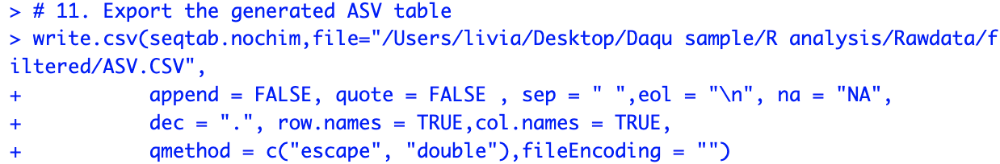 > # 11. Export the generated ASV table
> write.csv(seqtab.nochim,file="/Users/livia/Desktop/Daqu sample/R analysis/Rawdata/f
iltered/ASV.CSV",
+           append = FALSE, quote = FALSE , sep = " ",eol = "\n", na = "NA",
+           dec = ".", row.names = TRUE,col.names = TRUE,
+           qmethod = c("escape", "double"),fileEncoding = "")